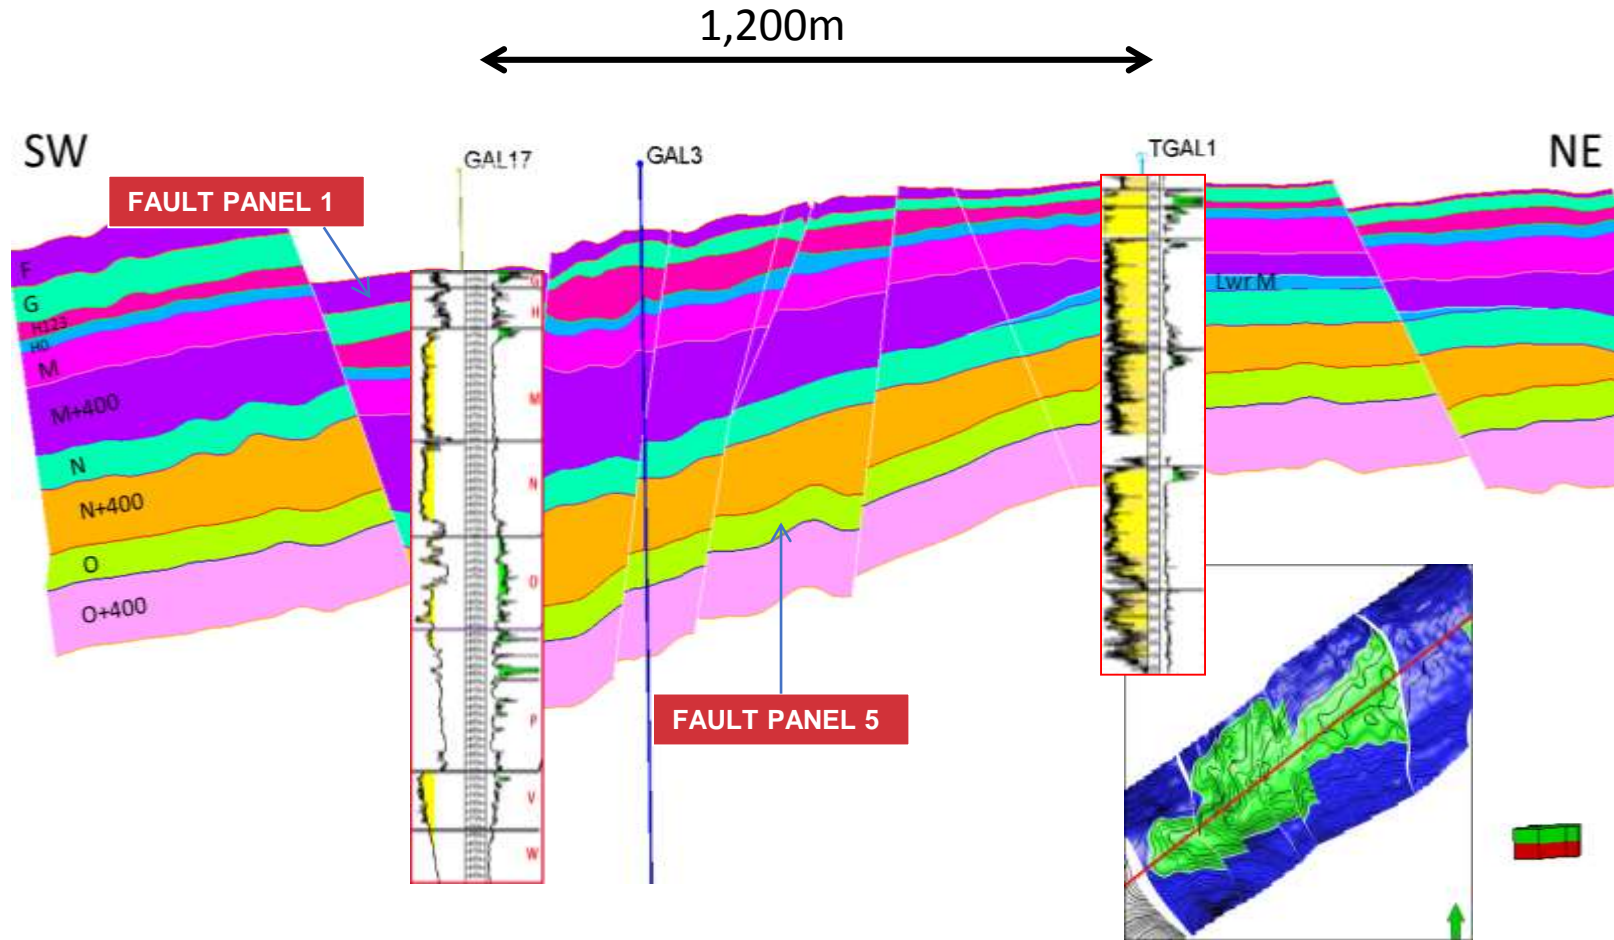 1,200m
SW
NE
GAL17
GAL3
TGAL1
FAULT PANEL 1
F
G
H123
H0
M
M+400
N
N+400
O
O+400
G
H
M
N
O
P
V
W
Lwr M
FAULT PANEL 5